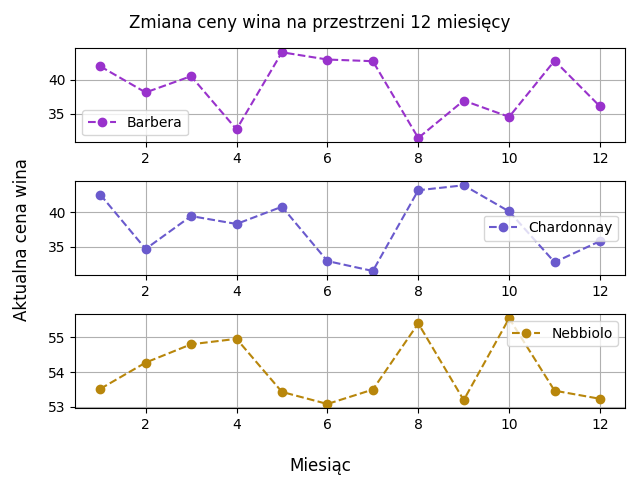 Zmiana ceny wina na przestrzeni 12 miesięcy
40
35
Barbera
2 4 6 8 10 12
Aktualna cena wina
40
35
Chardonnay
2 4 6 8 10 12
55
54
53
Nebbiolo
2 4 6 8 10 12
Miesiąc